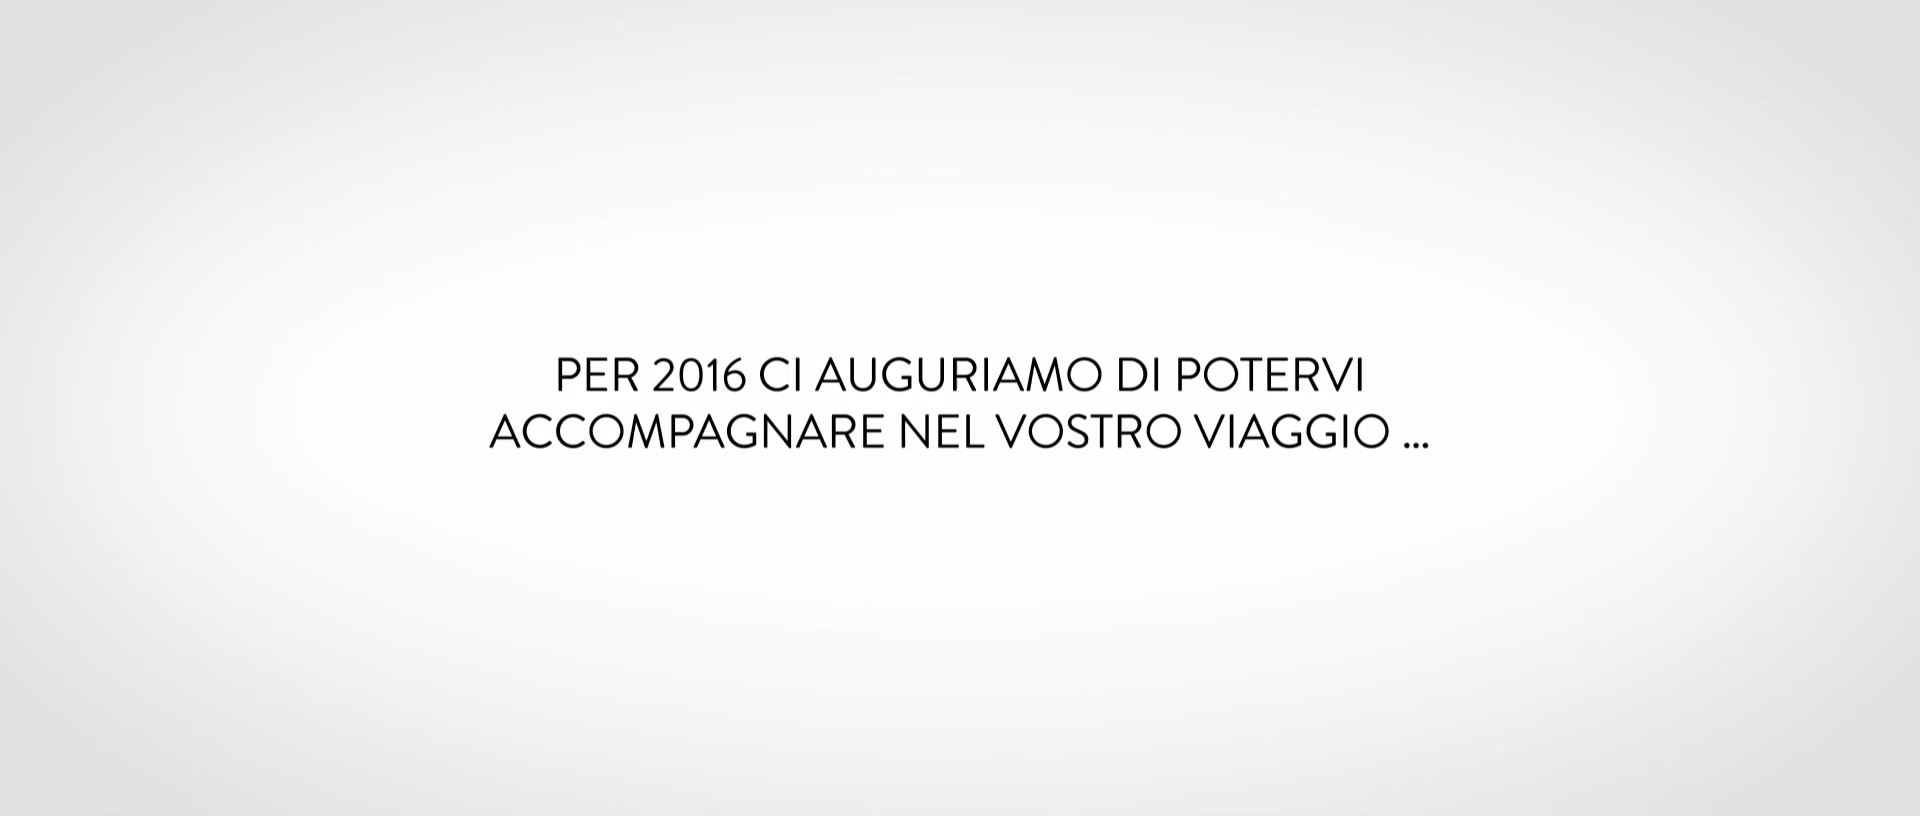 PER 2016 CI AUGURIAMO DI POTERVI
ACCOMPAGNARE NEL VOSTRO VIAGGIO ...